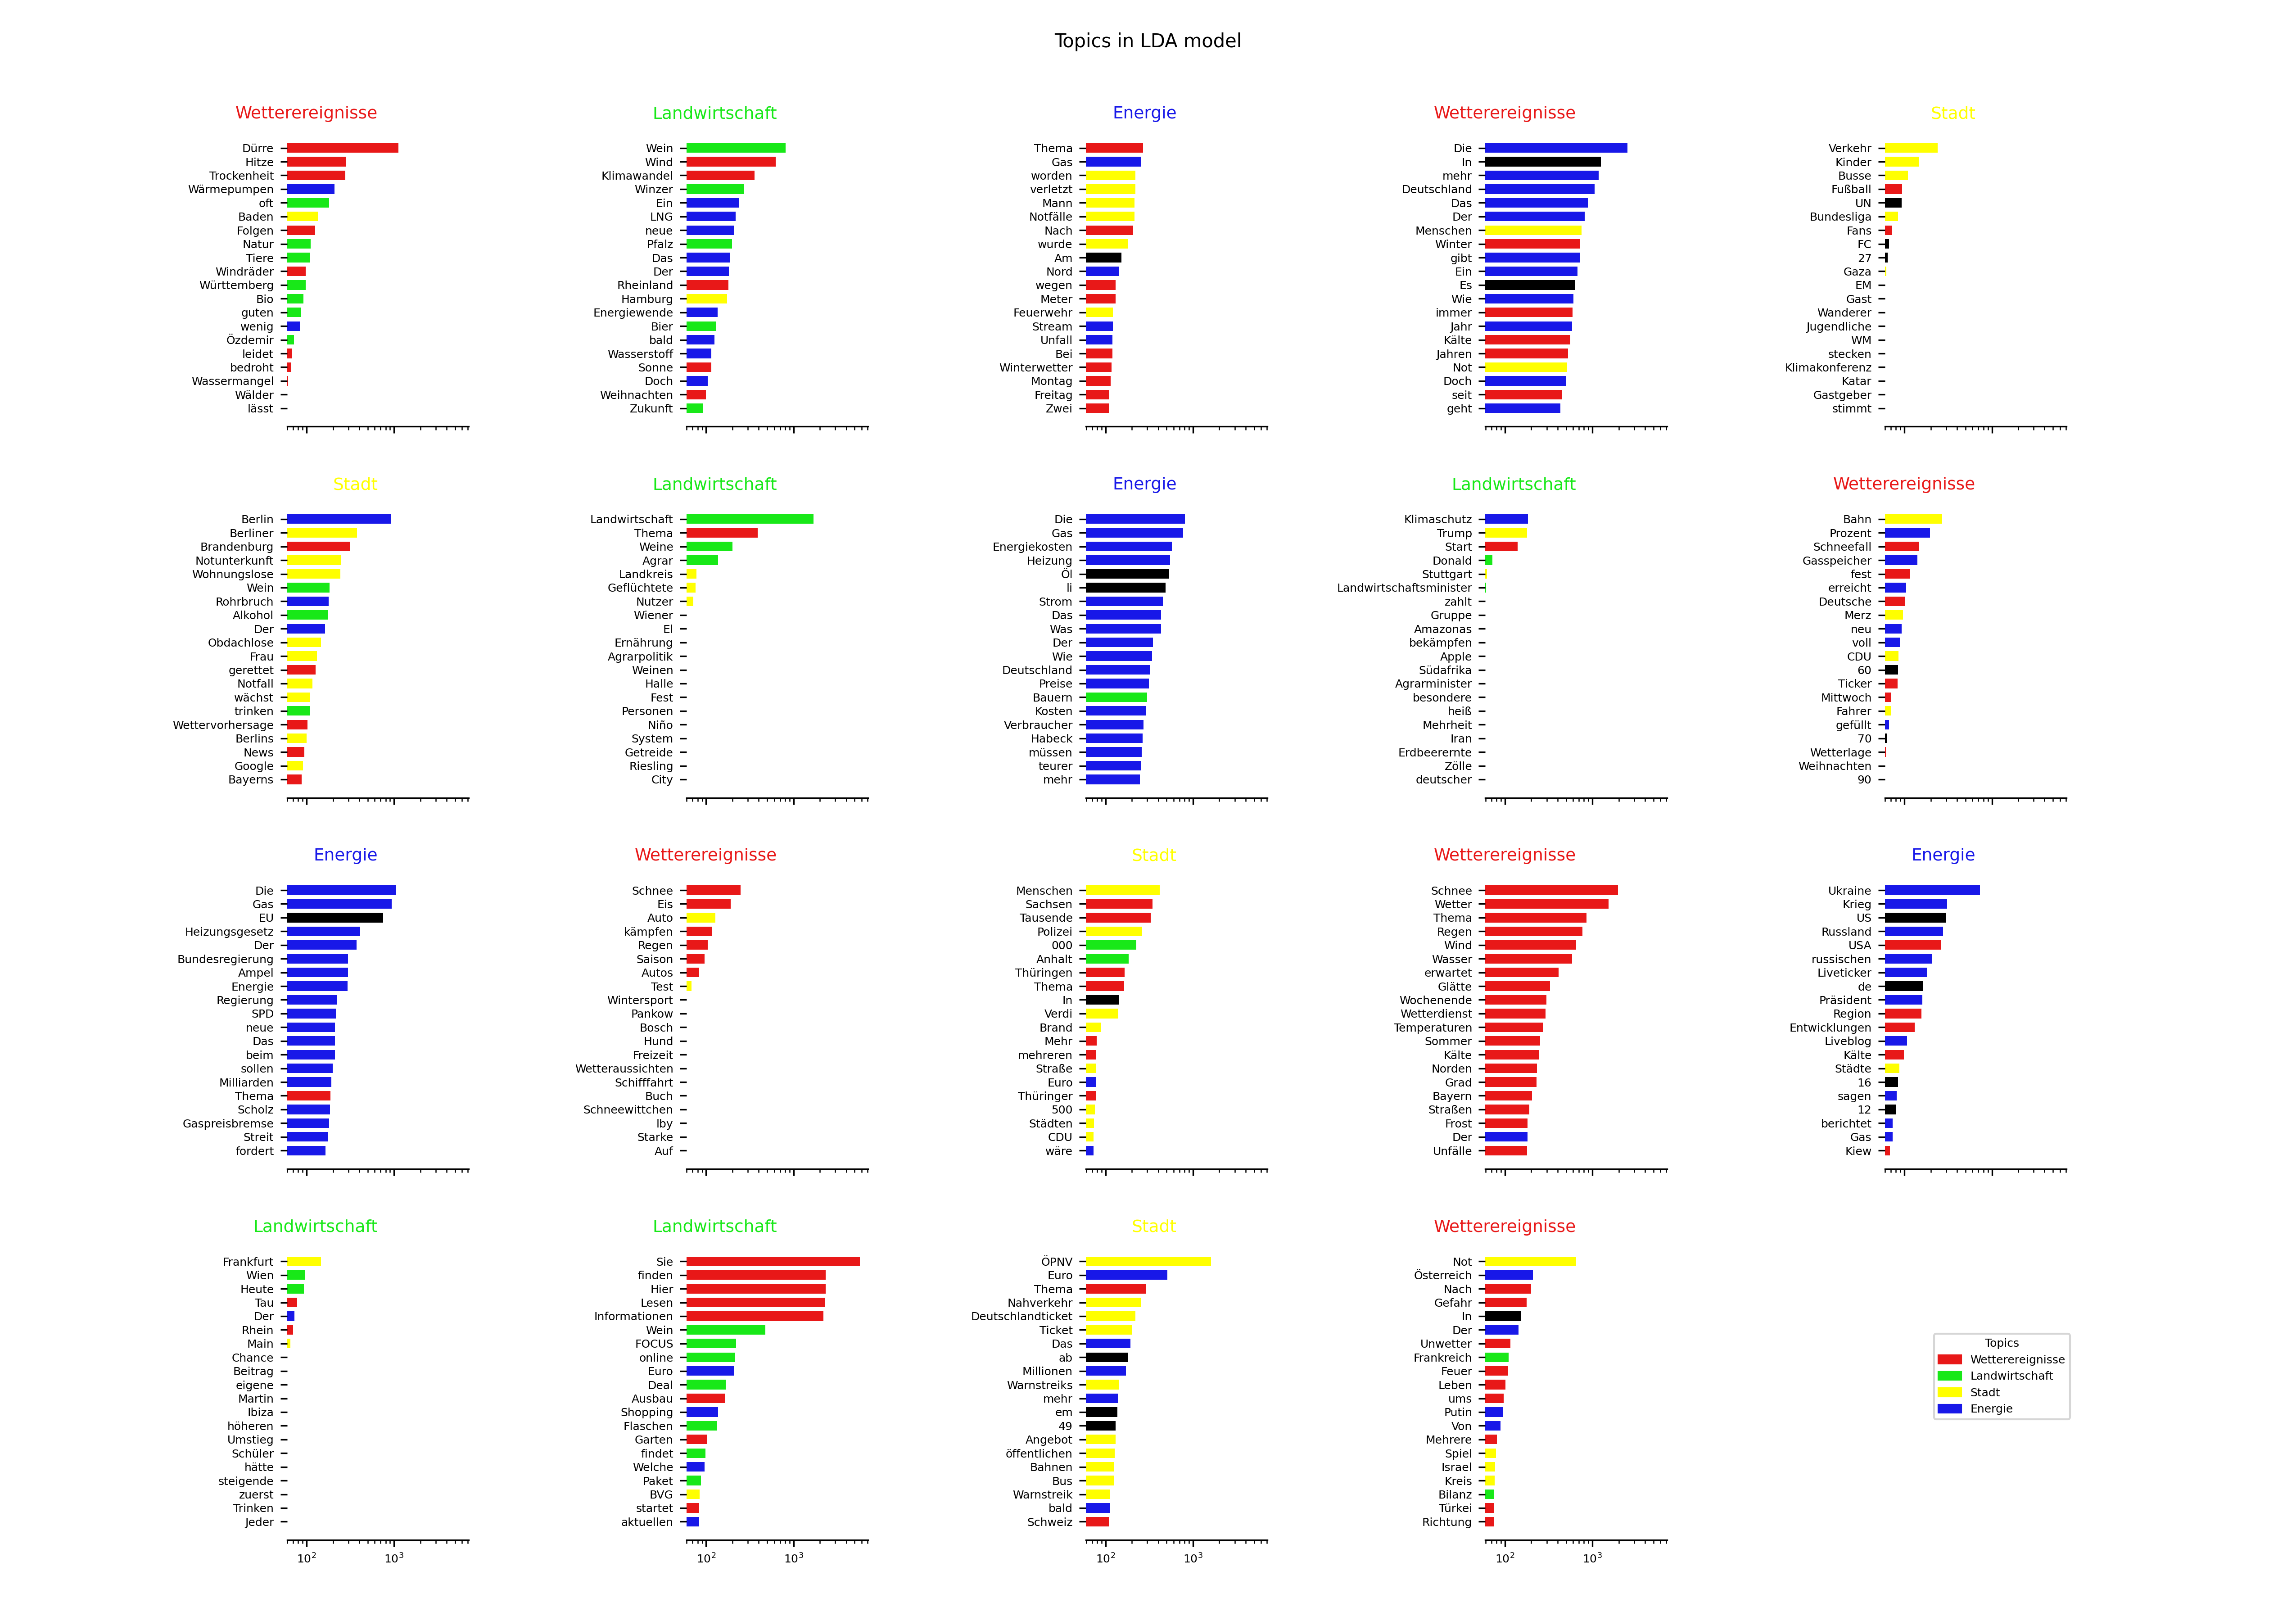 Topics in LDA model
Wetterereignisse
Dürre
Hitze
Trockenheit
Wärmepumpen
oft
Baden
Folgen
Natur
Tiere
Windräder
Württemberg
Bio
guten
wenig
Özdemir
leidet
bedroht
Wassermangel
Wälder
lässt
Landwirtschaft
Wein
Wind
Klimawandel
Winzer
Ein
LNG
neue
Pfalz
Das
Der
Rheinland
Hamburg
Energiewende
Bier
bald
Wasserstoff
Sonne
Doch
Weihnachten
Zukunft
Energie
Thema
Gas
worden
verletzt
Mann
Notfälle
Nach
wurde
Am
Nord
wegen
Meter
Feuerwehr
Stream
Unfall
Bei
Winterwetter
Montag
Freitag
Zwei
Wetterereignisse
Die
In
mehr
Deutschland
Das
Der
Menschen
Winter
gibt
Ein
Es
Wie
immer
Jahr
Kälte
Jahren
Not
Doch
seit
geht
Stadt
Verkehr
Kinder
Busse
Fußball
UN
Bundesliga
Fans
FC
27
Gaza
EM
Gast
Wanderer
Jugendliche
WM
stecken
Klimakonferenz
Katar
Gastgeber
stimmt
Stadt
Berlin
Berliner
Brandenburg
Notunterkunft
Wohnungslose
Wein
Rohrbruch
Alkohol
Der
Obdachlose
Frau
gerettet
Notfall
wächst
trinken
Wettervorhersage
Berlins
News
Google
Bayerns
Landwirtschaft
Landwirtschaft
Thema
Weine
Agrar
Landkreis
Geflüchtete
Nutzer
Wiener
El
Ernährung
Agrarpolitik
Weinen
Halle
Fest
Personen
Niño
System
Getreide
Riesling
City
Energie
Die
Gas
Energiekosten
Heizung
Öl
li
Strom
Das
Was
Der
Wie
Deutschland
Preise
Bauern
Kosten
Verbraucher
Habeck
müssen
teurer
mehr
Landwirtschaft
Klimaschutz
Trump
Start
Donald
Stuttgart
Landwirtschaftsminister
zahlt
Gruppe
Amazonas
bekämpfen
Apple
Südafrika
Agrarminister
besondere
heiß
Mehrheit
Iran
Erdbeerernte
Zölle
deutscher
Wetterereignisse
Bahn
Prozent
Schneefall
Gasspeicher
fest
erreicht
Deutsche
Merz
neu
voll
CDU
60
Ticker
Mittwoch
Fahrer
gefüllt
70
Wetterlage
Weihnachten
90
Energie
Die
Gas
EU
Heizungsgesetz
Der
Bundesregierung
Ampel
Energie
Regierung
SPD
neue
Das
beim
sollen
Milliarden
Thema
Scholz
Gaspreisbremse
Streit
fordert
Wetterereignisse
Schnee
Eis
Auto
kämpfen
Regen
Saison
Autos
Test
Wintersport
Pankow
Bosch
Hund
Freizeit
Wetteraussichten
Schifffahrt
Buch
Schneewittchen
Iby
Starke
Auf
Stadt
Menschen
Sachsen
Tausende
Polizei
000
Anhalt
Thüringen
Thema
In
Verdi
Brand
Mehr
mehreren
Straße
Euro
Thüringer
500
Städten
CDU
wäre
Wetterereignisse
Schnee
Wetter
Thema
Regen
Wind
Wasser
erwartet
Glätte
Wochenende
Wetterdienst
Temperaturen
Sommer
Kälte
Norden
Grad
Bayern
Straßen
Frost
Der
Unfälle
Energie
Ukraine
Krieg
US
Russland
USA
russischen
Liveticker
de
Präsident
Region
Entwicklungen
Liveblog
Kälte
Städte
16
sagen
12
berichtet
Gas
Kiew
Landwirtschaft
Frankfurt
Wien
Heute
Tau
Der
Rhein
Main
Chance
Beitrag
eigene
Martin
Ibiza
höheren
Umstieg
Schüler
hätte
steigende
zuerst
Trinken
Jeder
10² 10³
Landwirtschaft
Sie
finden
Hier
Lesen
Informationen
Wein
FOCUS
online
Euro
Deal
Ausbau
Shopping
Flaschen
Garten
findet
Welche
Paket
BVG
startet
aktuellen
10² 10³
Stadt
ÖPNV
Euro
Thema
Nahverkehr
Deutschlandticket
Ticket
Das
ab
Millionen
Warnstreiks
mehr
em
49
Angebot
öffentlichen
Bahnen
Bus
Warnstreik
bald
Schweiz
10² 10³
Wetterereignisse
Not
Österreich
Nach
Gefahr
In
Der
Unwetter
Frankreich
Feuer
Leben
ums
Putin
Von
Mehrere
Spiel
Israel
Kreis
Bilanz
Türkei
Richtung
10² 10³
Topics
Wetterereignisse
Landwirtschaft
Stadt
Energie